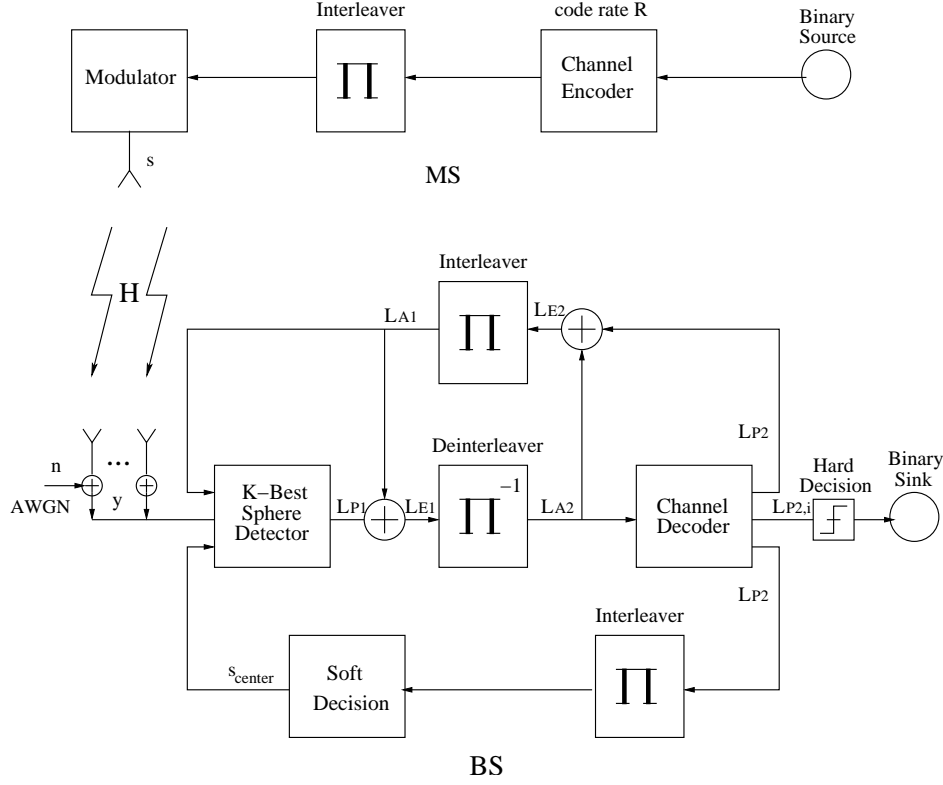 Interleaver
code rate R
Binary
Source
Modulator
∏
Channel
Encoder
s
MS
H
Interleaver
LA1
∏
LE2
LP2
Deinterleaver
n
AWGN
...
y
K-Best
Sphere
Detector
LP1
LE1
∏-1
LA2
Channel
Decoder
LP2,i
Hard
Decision
Binary
Sink
LP2
Interleaver
∏
Soft
Decision
scenter
BS